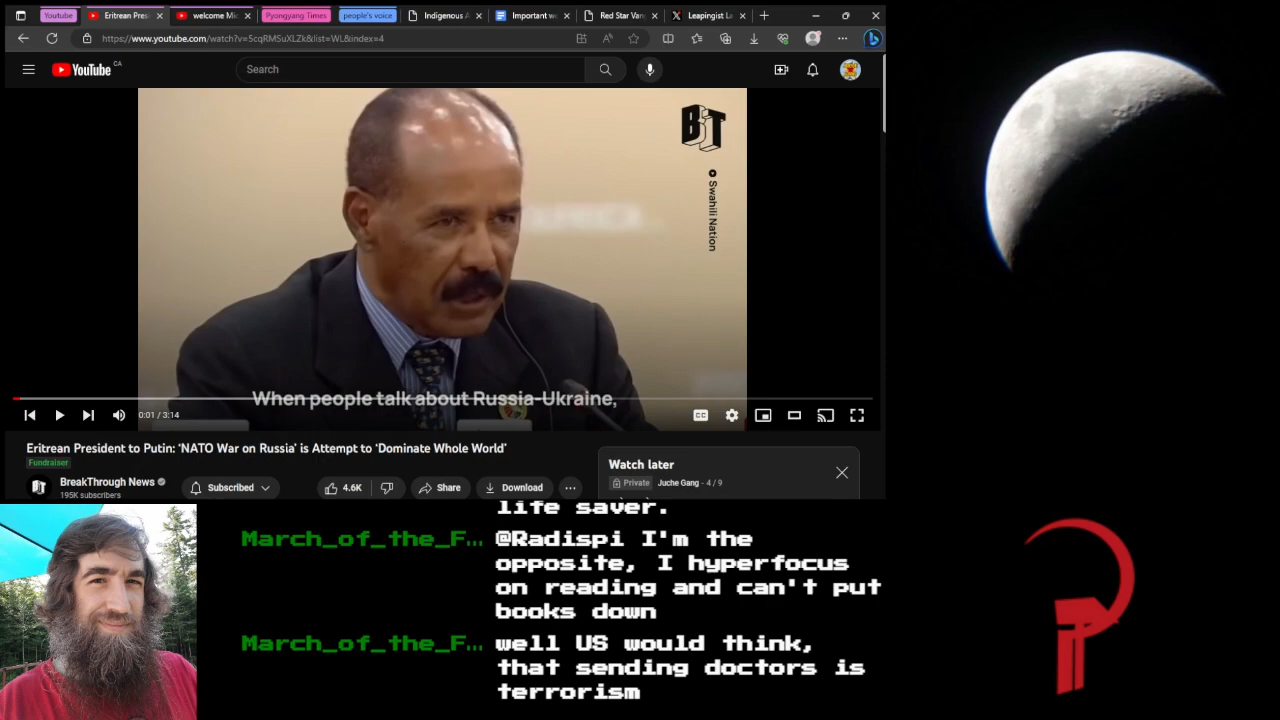 Youtube
Eritrean Presi
welcome Mic
Pyongyang Times
people's voice
Indigenous A
Important w
Red Star Van
Leapingist L
https://www.youtube.com/watch?v=5cqRMSuXLZk&list=WL&index=4
YouTube CA
Search
BT
Swahili Nation
When people talk about Russia-Ukraine,
0:01 / 3:14
CC
Eritrean President to Putin: ‘NATO War on Russia’ is Attempt to ‘Dominate Whole World’
Fundraiser
BreakThrough News
195K subscribers
Subscribed
4.6K
Share
Download
Watch later
Private Juche Gang - 4 / 9
life saver.
March_of_the_F... @Radispi I'm the
opposite, I hyperfocus
on reading and can't put
books down
March_of_the_F... well US would think,
that sending doctors is
terrorism